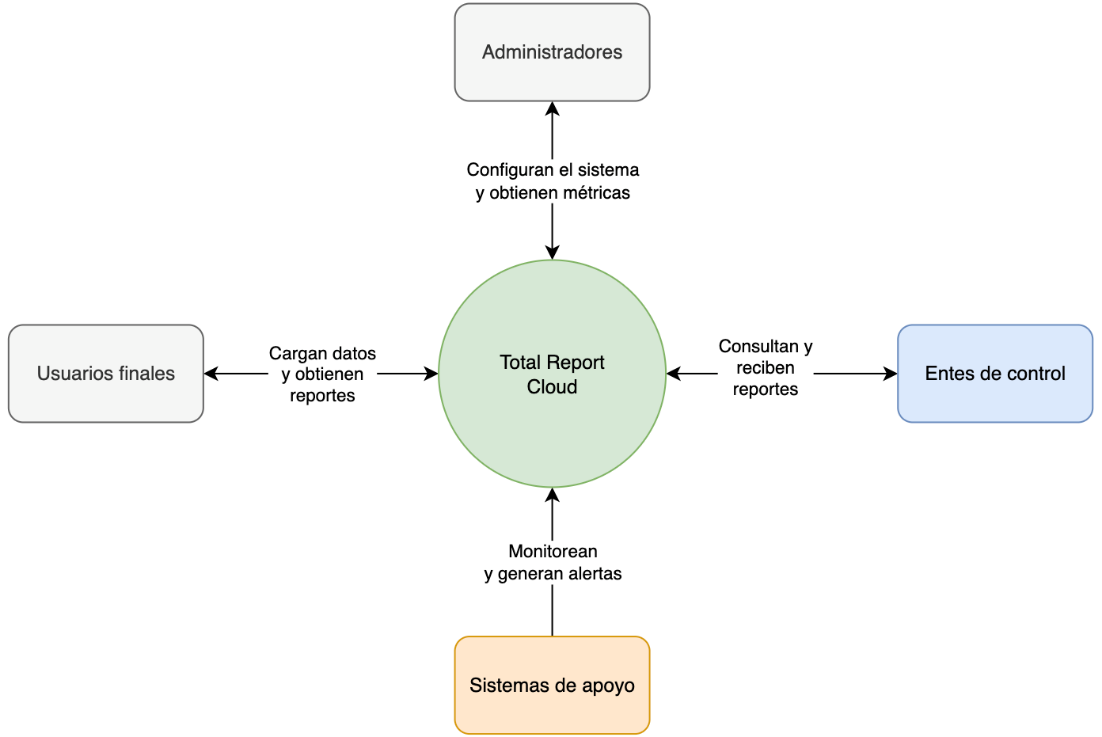 Administradores
Configuran el sistema
y obtienen métricas
Usuarios finales
Cargan datos
y obtienen
reportes
Total Report
Cloud
Consultan y
reciben
reportes
Entes de control
Monitorean
y generan alertas
Sistemas de apoyo